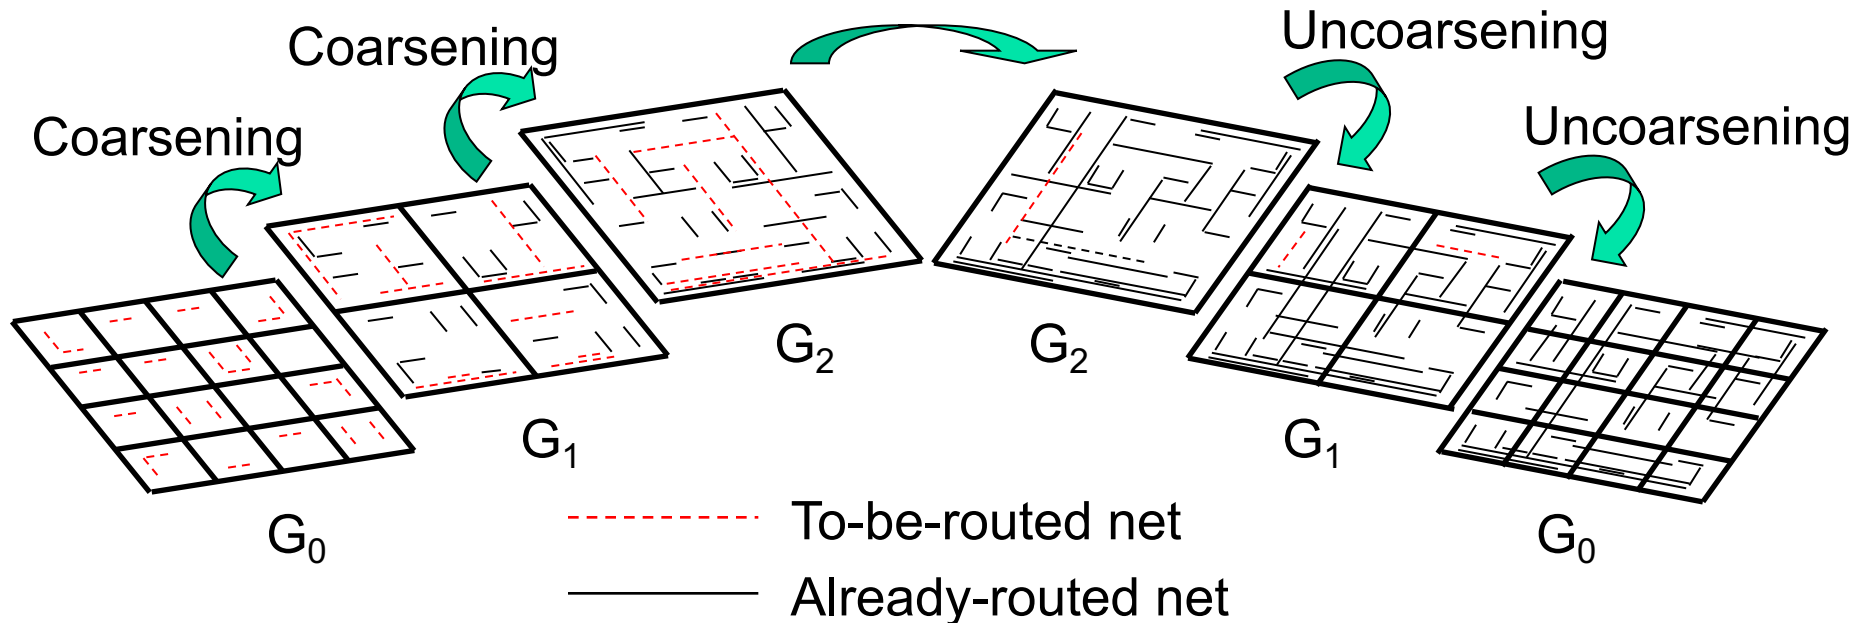 Coarsening
Uncoarsening
Coarsening
Uncoarsening
G₂
G₂
G₁
G₁
G₀
G₀
To-be-routed net
Already-routed net